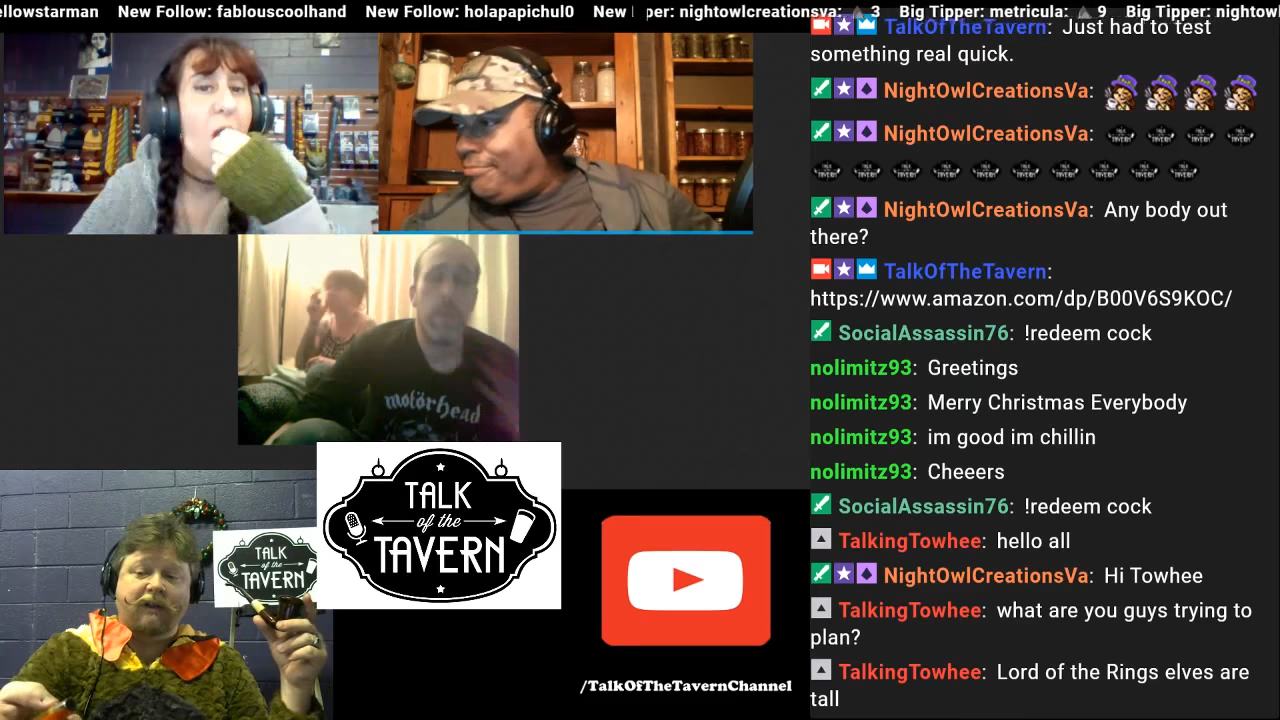 ellowstarman New Follow: fablouscoolhand New Follow: holapapichul0 New
per: nightowlcreationsva: 3 Big Tipper: metricula: 9 Big Tipper: nightowl
TalkOfTheTavern: Just had to test
something real quick.
NightOwlCreationsVa:
NightOwlCreationsVa:
NightOwlCreationsVa: Any body out
there?
TalkOfTheTavern:
https://www.amazon.com/dp/B00V6S9KOC/
SocialAssassin76: !redeem cock
nolimitz93: Greetings
nolimitz93: Merry Christmas Everybody
nolimitz93: im good im chillin
nolimitz93: Cheeers
SocialAssassin76: !redeem cock
TalkingTowhee: hello all
NightOwlCreationsVa: Hi Towhee
TalkingTowhee: what are you guys trying to
plan?
TalkingTowhee: Lord of the Rings elves are
tall
motörhead
TALK
of the
TAVERN
TALK
of the
TAVERN
/TalkOfTheTavernChannel